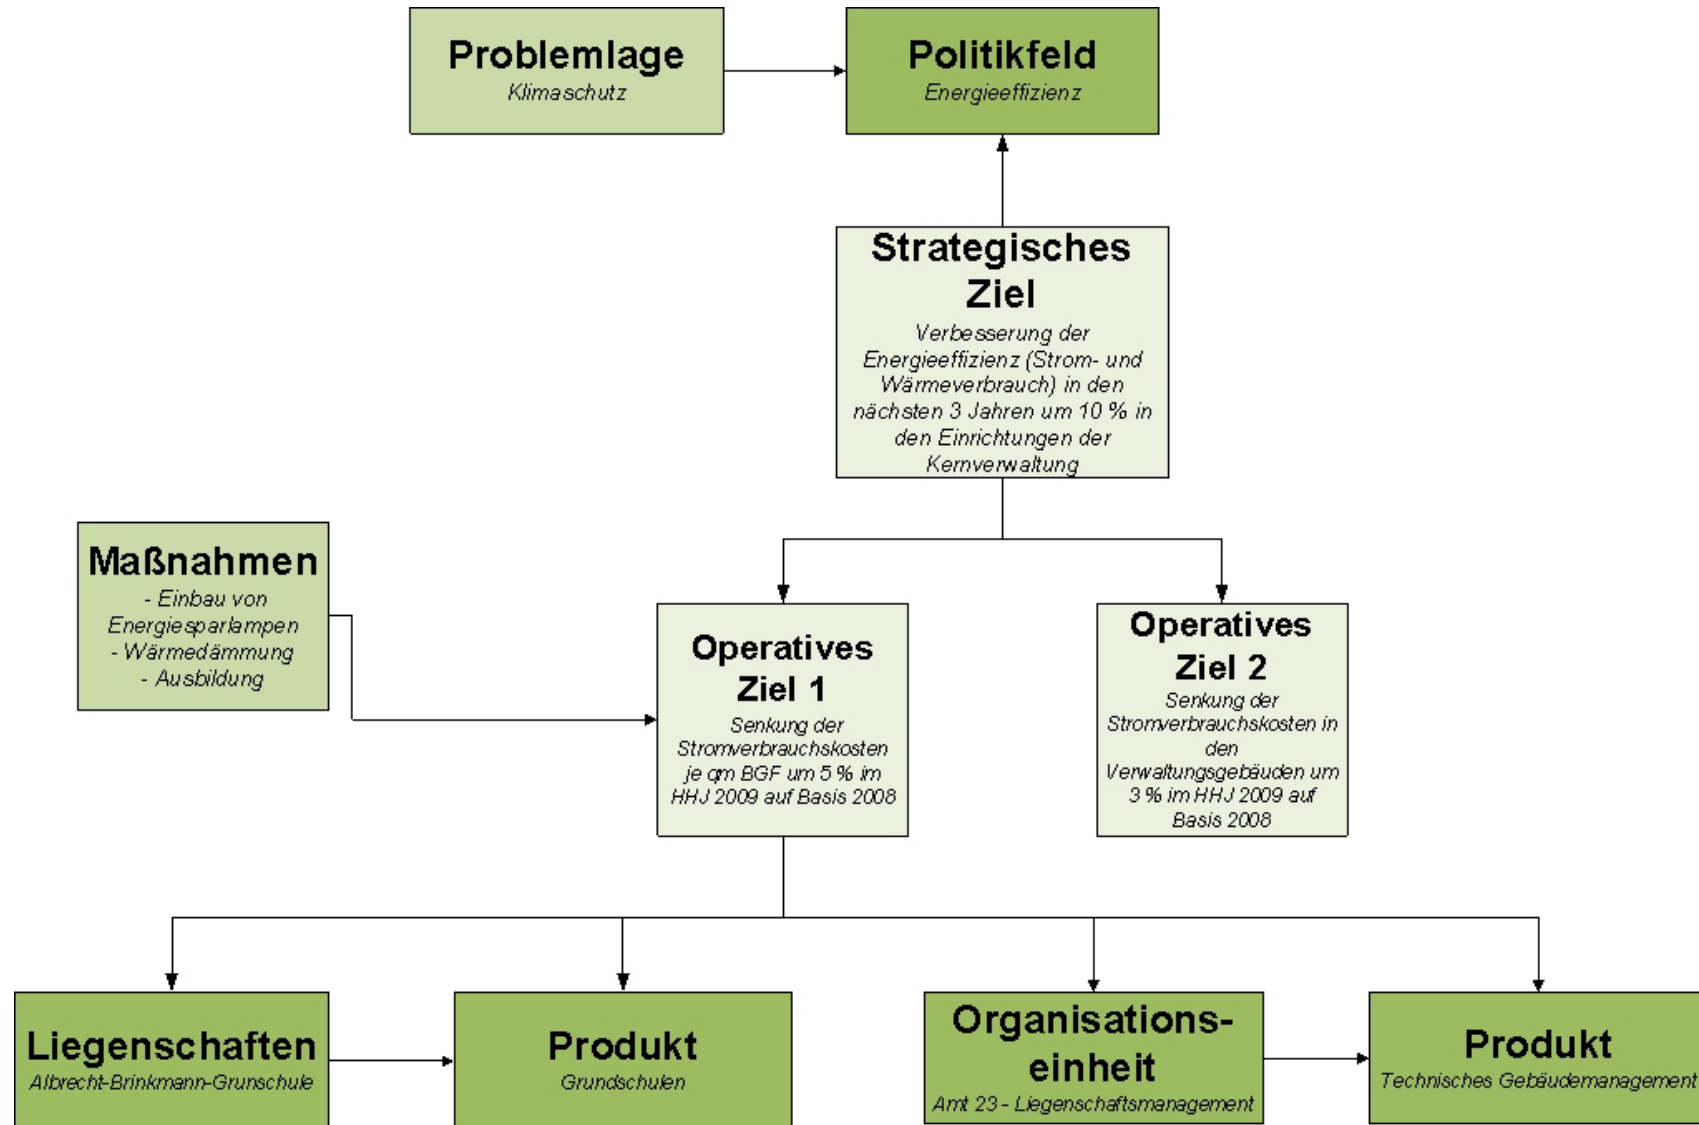 Problemlage
Klimaschutz
Politikfeld
Energieeffizienz
Strategisches
Ziel
Verbesserung der
Energieeffizienz (Strom- und
Wärmeverbrauch) in den
nächsten 3 Jahren um 10 % in
den Einrichtungen der
Kernverwaltung
Maßnahmen
- Einbau von
Energiesparlampen
- Wärmedämmung
- Ausbildung
Operatives
Ziel 1
Senkung der
Stromverbrauchskosten
je qm BGF um 5 % im
HHJ 2009 auf Basis 2008
Operatives
Ziel 2
Senkung der
Stromverbrauchskosten in
den
Verwaltungsgebäuden um
3 % im HHJ 2009 auf
Basis 2008
Liegenschaften
Albrecht-Brinkmann-Grunschule
Produkt
Grundschulen
Organisations-
einheit
Amt 23 - Liegenschaftsmanagement
Produkt
Technisches Gebäudemanagement